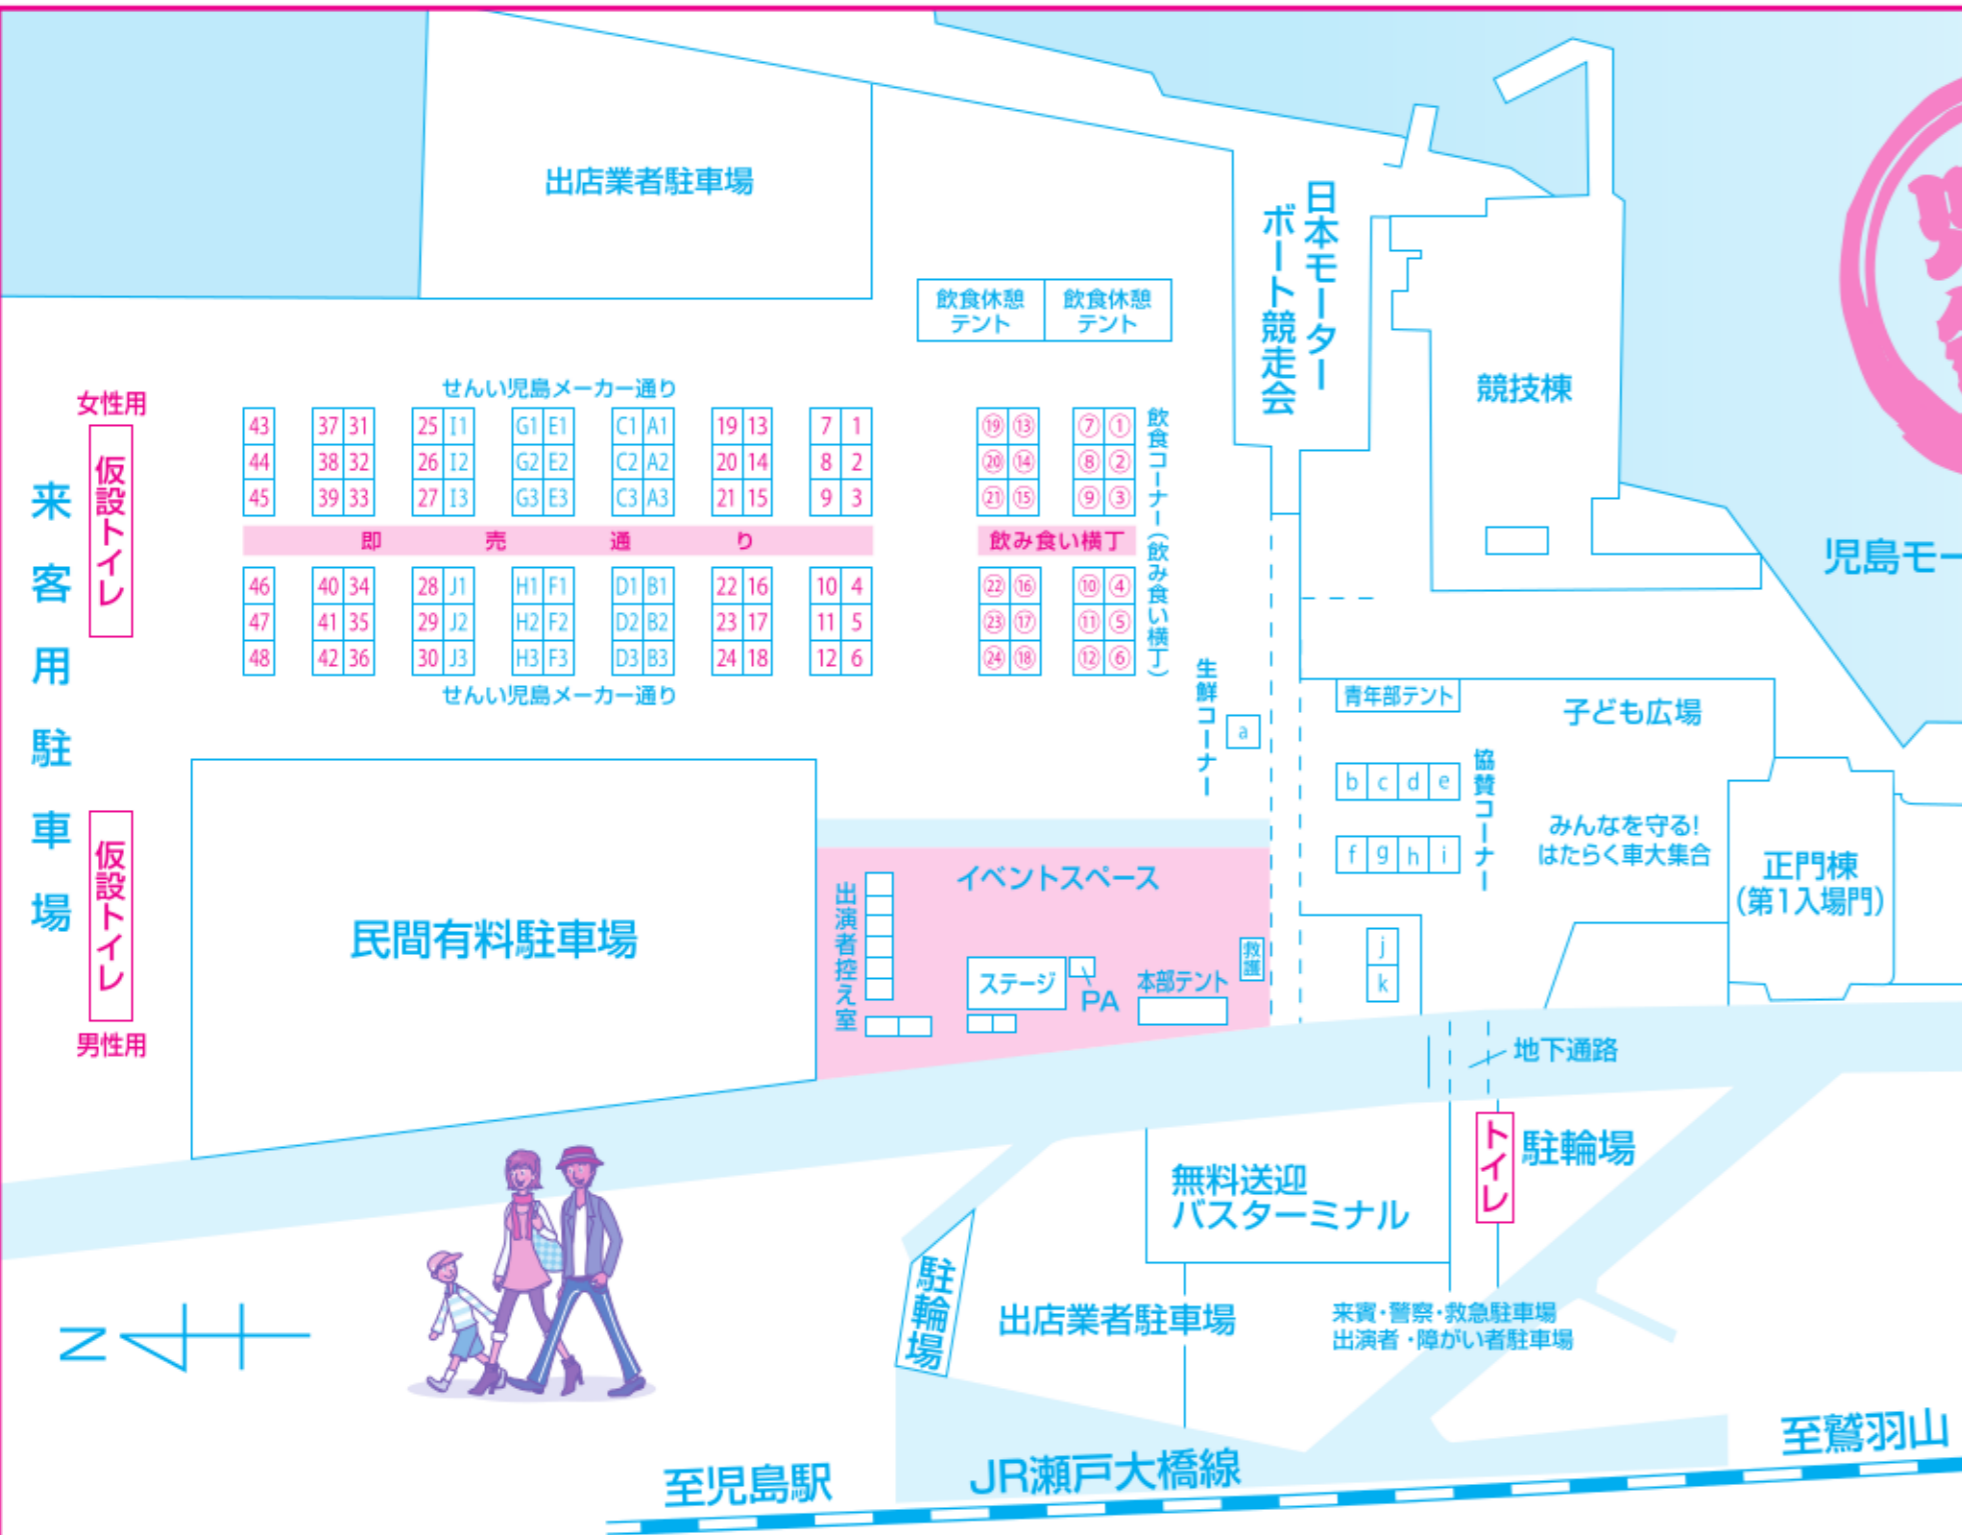 出店業者駐車場
日本モーター
ボート競走会
飲食休憩
テント
飲食休憩
テント
競技棟
児島モー
女性用
仮設トイレ
来客用駐車場
仮設トイレ
男性用
せんい児島メーカー通り
43 37 31 25 I1 G1 E1 C1 A1 19 13 7 1
44 38 32 26 I2 G2 E2 C2 A2 20 14 8 2
45 39 33 27 I3 G3 E3 C3 A3 21 15 9 3
即売通り
46 40 34 28 J1 H1 F1 D1 B1 22 16 10 4
47 41 35 29 J2 H2 F2 D2 B2 23 17 11 5
48 42 36 30 J3 H3 F3 D3 B3 24 18 12 6
せんい児島メーカー通り
⑲ ⑬ ⑦ ①
⑳ ⑭ ⑧ ②
㉑ ⑮ ⑨ ③
飲み食い横丁
㉒ ⑯ ⑩ ④
㉓ ⑰ ⑪ ⑤
㉔ ⑱ ⑫ ⑥
飲食コーナー(飲み食い横丁)
生鮮コーナー
a
青年部テント
子ども広場
b c d e
f g h i
協賛コーナー
j
k
みんなを守る!
はたらく車大集合
正門棟
(第1入場門)
民間有料駐車場
イベントスペース
出演者控え室
ステージ
PA
本部テント
救護
地下通路
トイレ
駐輪場
無料送迎
バスターミナル
駐輪場
出店業者駐車場
来賓・警察・救急駐車場
出演者・障がい者駐車場
N
至児島駅
JR瀬戸大橋線
至鷲羽山